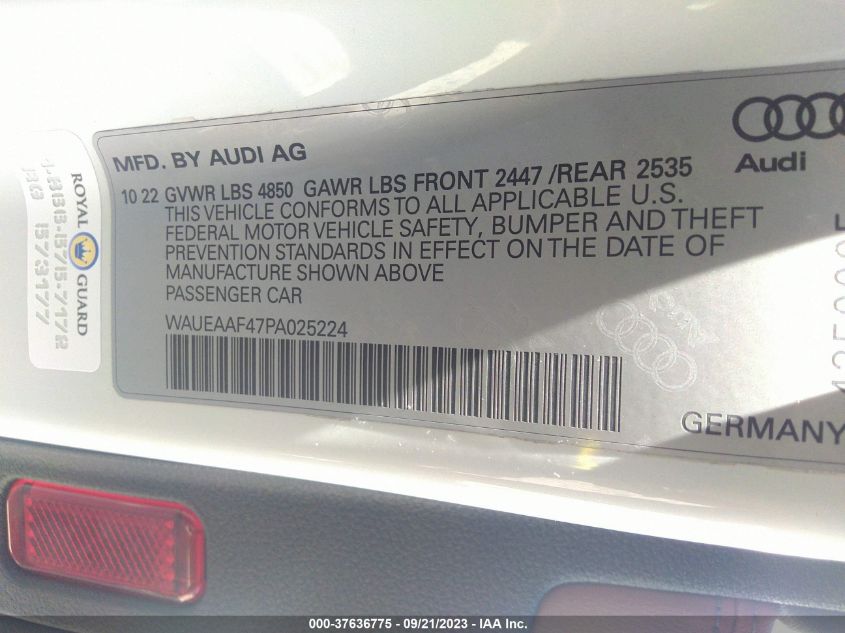 MFD. BY AUDI AG
Audi
10 22 GVWR LBS 4850 GAWR LBS FRONT 2447 /REAR 2535
THIS VEHICLE CONFORMS TO ALL APPLICABLE U.S.
FEDERAL MOTOR VEHICLE SAFETY, BUMPER AND THEFT
PREVENTION STANDARDS IN EFFECT ON THE DATE OF
MANUFACTURE SHOWN ABOVE
PASSENGER CAR
WAUEAAF47PA025224
GERMANY
ROYAL GUARD
000-37636775 - 09/21/2023 - IAA Inc.